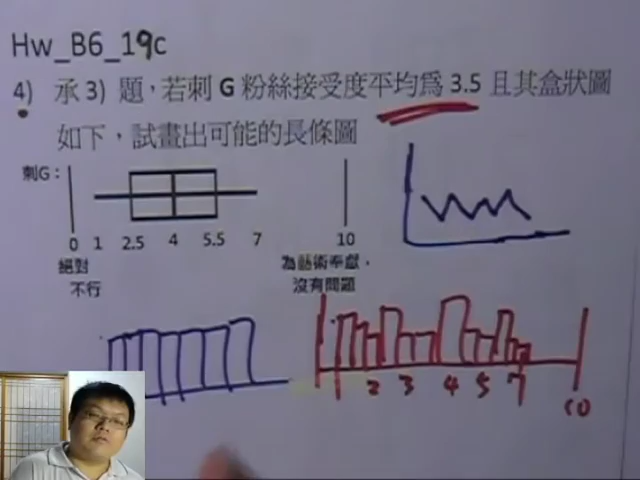 Hw_B6_19c
4) 承 3) 題，若刺 G 粉絲接受度平均為 3.5 且其盒狀圖
如下，試畫出可能的長條圖
刺G：
0 1 2.5 4 5.5 7 10
絕對
不行
為藝術奉獻，
沒有問題
2 3 4 5 7 10